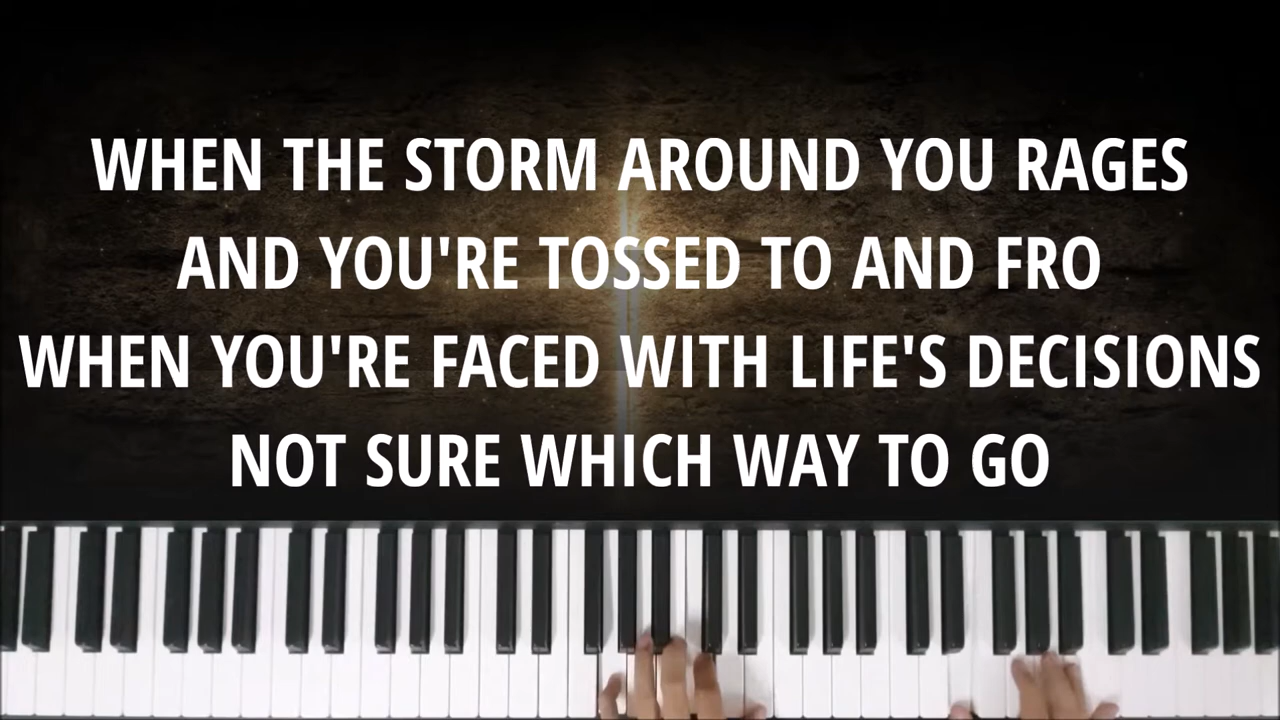 WHEN THE STORM AROUND YOU RAGES
AND YOU'RE TOSSED TO AND FRO
WHEN YOU'RE FACED WITH LIFE'S DECISIONS
NOT SURE WHICH WAY TO GO